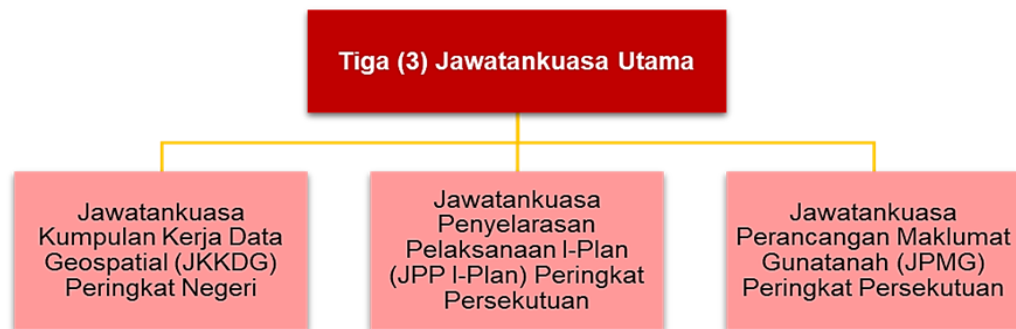 Tiga (3) Jawatankuasa Utama
Jawatankuasa
Kumpulan Kerja Data
Geospatial (JKKDG)
Peringkat Negeri
Jawatankuasa
Penyelarasan
Pelaksanaan I-Plan
(JPP I-Plan) Peringkat
Persekutuan
Jawatankuasa
Perancangan Maklumat
Gunatanah (JPMG)
Peringkat Persekutuan